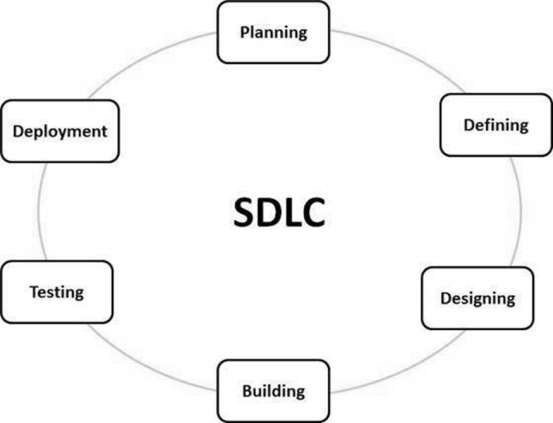 Planning
Defining
Designing
Building
Testing
Deployment
SDLC